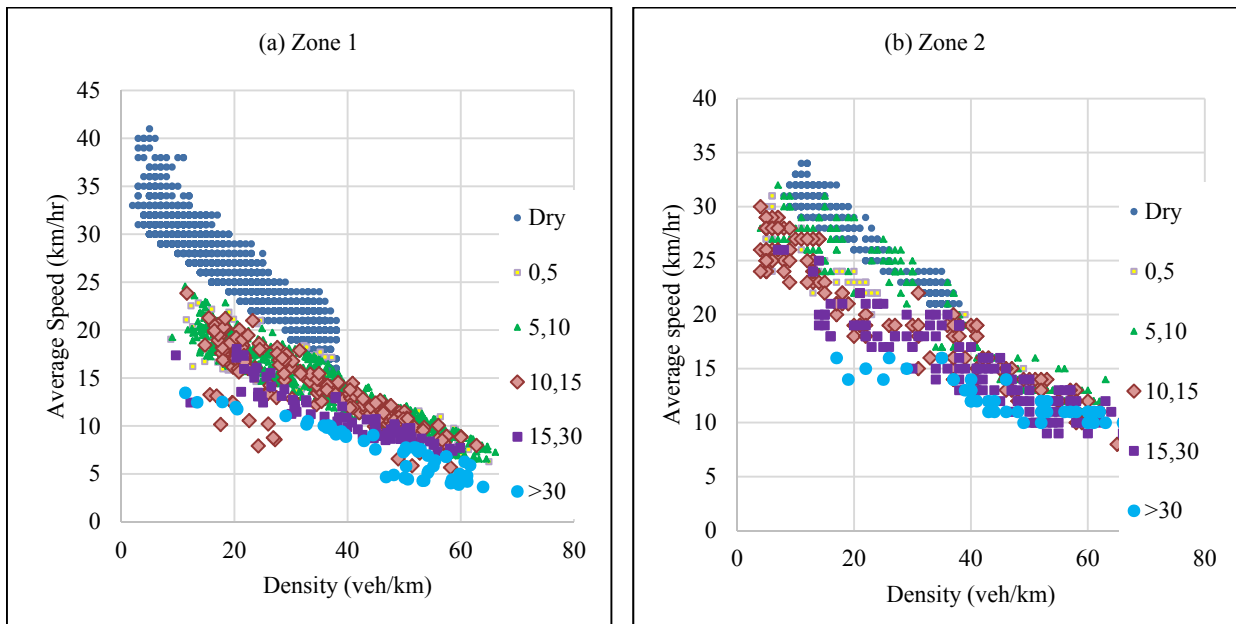 (a) Zone 1
45
40
35
30
25
20
15
10
5
0
Average Speed (km/hr)
0 20 40 60 80
Density (veh/km)
Dry
0,5
5,10
10,15
15,30
>30
(b) Zone 2
40
35
30
25
20
15
10
5
0
Average speed (km/hr)
0 20 40 60 80
Density (veh/km)
Dry
0,5
5,10
10,15
15,30
>30